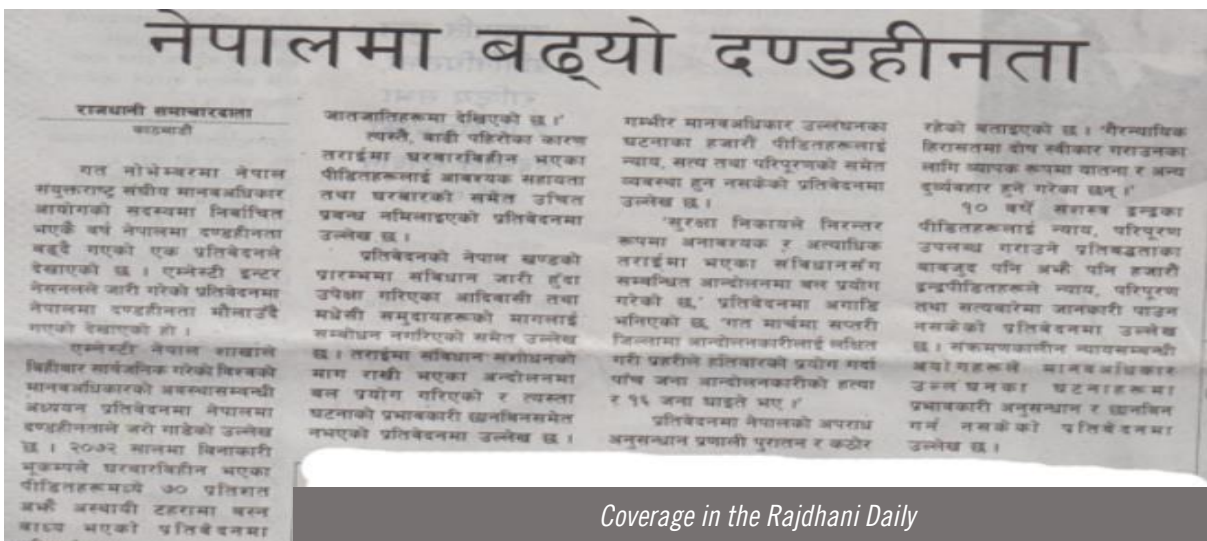 नेपालमा बढ्यो दण्डहीनता
राजधानी समाचारदाता
काठमाडौं
गत नोभेम्बरमा नेपाल
संयुक्तराष्ट्र संघीय मानवअधिकार
आयोगको सदस्यमा निर्वाचित
भएकै वर्ष नेपालमा दण्डहीनता
बढ्दै गएको एक प्रतिवेदनले
देखाएको छ । एम्नेस्टी इन्टर
नेसनलले जारी गरेको प्रतिवेदनमा
नेपालमा दण्डहीनता मौलाउँदै
गएको देखाएको हो ।
एम्नेस्टी नेपाल शाखाले
बिहीबार सार्वजनिक गरेको विश्वको
मानवअधिकारको अवस्थासम्बन्धी
अध्ययन प्रतिवेदनमा नेपालमा
दण्डहीनताले जरो गाडेको उल्लेख
छ । २०७२ सालमा विनाकारी
भूकम्पले घरबारविहीन भएका
पीडितहरूमध्ये ७० प्रतिशत
अझै अस्थायी टहरामा बस्न
बाध्य भएको प्रतिवेदनमा
जातजातिहरूमा देखिएको छ ।'
त्यस्तै, बाढी पहिरोका कारण
तराईमा घरबारविहीन भएका
पीडितहरूलाई आवश्यक सहायता
तथा घरबारको समेत उचित
प्रबन्ध नमिलाइएको प्रतिवेदनमा
उल्लेख छ ।
प्रतिवेदनको नेपाल खण्डको
प्रारम्भमा संविधान जारी हुँदा
उपेक्षा गरिएका आदिवासी तथा
मधेसी समुदायहरूको मागलाई
सम्बोधन नगरिएको समेत उल्लेख
छ । तराईमा संविधान संशोधनको
माग राखी भएका अन्दोलनमा
बल प्रयोग गरिएको र त्यस्ता
घटनाको प्रभावकारी छानबिनसमेत
नभएको प्रतिवेदनमा उल्लेख छ ।
गम्भीर मानवअधिकार उल्लंघनका
घटनाका हजारौं पीडितहरूलाई
न्याय, सत्य तथा परिपूरणको समेत
व्यवस्था हुन नसकेको प्रतिवेदनमा
उल्लेख छ ।
'सुरक्षा निकायले निरन्तर
रूपमा अनावश्यक र अत्याधिक
तराईमा भएका संविधानसँग
सम्बन्धित आन्दोलनमा बल प्रयोग
गरेको छ,' प्रतिवेदनमा अगाडि
भनिएको छ, 'गत मार्चमा सप्तरी
जिल्लामा आन्दोलनकारीलाई लक्षित
गरी प्रहरीले हतियारको प्रयोग गर्दा
पाँच जना आन्दोलनकारीको हत्या
र १६ जना घाइते भए ।'
प्रतिवेदनमा नेपालको अपराध
अनुसन्धान प्रणाली पुरातन र कठोर
रहेको बताइएको छ । 'गैरन्यायिक
हिरासतमा दोष स्वीकार गराउनका
लागि व्यापक रूपमा यातना र अन्य
दुर्व्यवहार हुने गरेका छन् ।'
१० वर्षे सशस्त्र द्वन्द्वका
पीडितहरूलाई न्याय, परिपूरण
उपलब्ध गराउने प्रतिबद्धताका
बाबजुद पनि अझै पनि हजारौं
द्वन्द्वपीडितहरूले न्याय, परिपूरण
तथा सत्यबारेमा जानकारी पाउन
नसकेको प्रतिवेदनमा उल्लेख
छ । संक्रमणकालीन न्यायसम्बन्धी
अयोगहरूले मानवअधिकार
उल्लंघनका घटनाहरूमा
प्रभावकारी अनुसन्धान र छानबिन
गर्न नसकेको प्रतिवेदनमा
उल्लेख छ ।
Coverage in the Rajdhani Daily